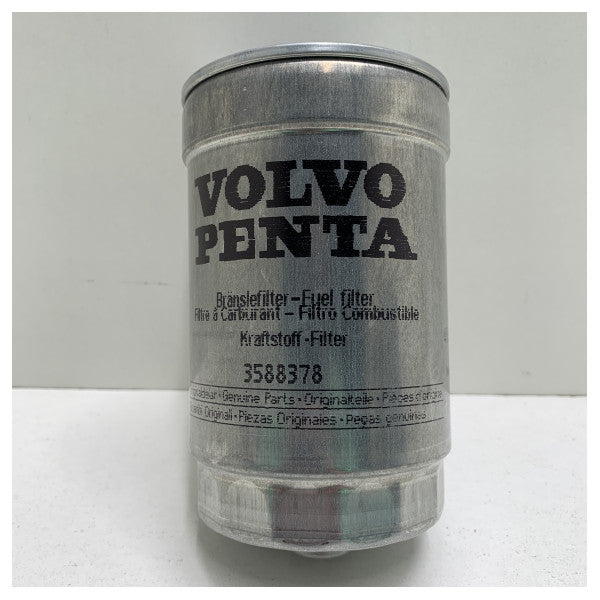 VOLVO
PENTA
Bränslefilter-Fuel filter
Filtre á Carburant - Filtro Combustible
Kraftstoff-Filter
3588378
Genuine Parts • Originalteile • Pièces d'origine
Originali • Piezas Originales • Peças genuinas